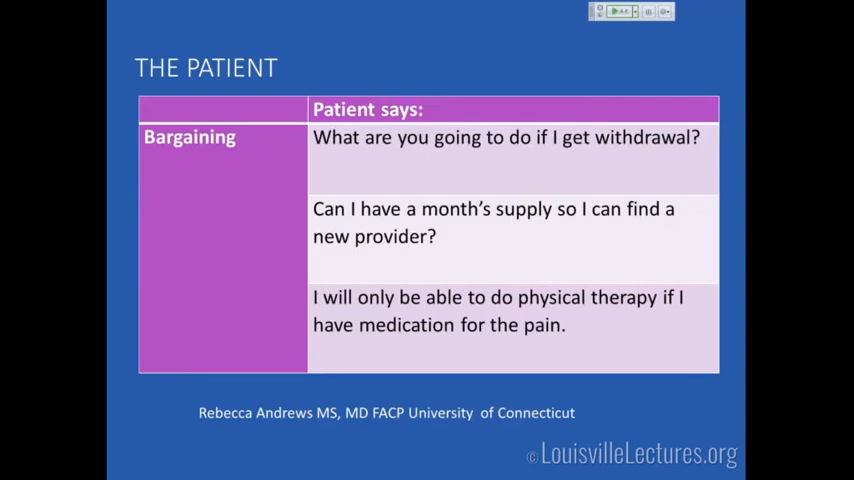 THE PATIENT
Patient says:
Bargaining
What are you going to do if I get withdrawal?
Can I have a month's supply so I can find a
new provider?
I will only be able to do physical therapy if I
have medication for the pain.
Rebecca Andrews MS, MD FACP University of Connecticut
© LouisvilleLectures.org